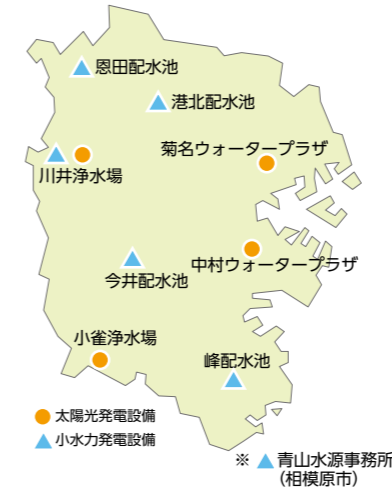 恩田配水池
港北配水池
菊名ウォータープラザ
川井浄水場
中村ウォータープラザ
今井配水池
小雀浄水場
峰配水池
太陽光発電設備
小水力発電設備
※ 青山水源事務所
(相模原市)